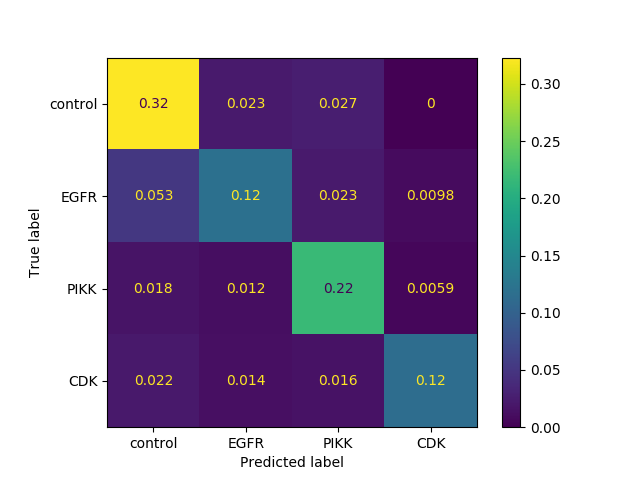 control 0.32 0.023 0.027 0
EGFR 0.053 0.12 0.023 0.0098
PIKK 0.018 0.012 0.22 0.0059
CDK 0.022 0.014 0.016 0.12
control EGFR PIKK CDK
Predicted label
True label
0.30
0.25
0.20
0.15
0.10
0.05
0.00